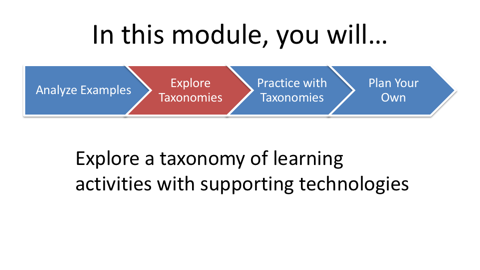 In this module, you will…
Analyze Examples
Explore
Taxonomies
Practice with
Taxonomies
Plan Your
Own
Explore a taxonomy of learning
activities with supporting technologies